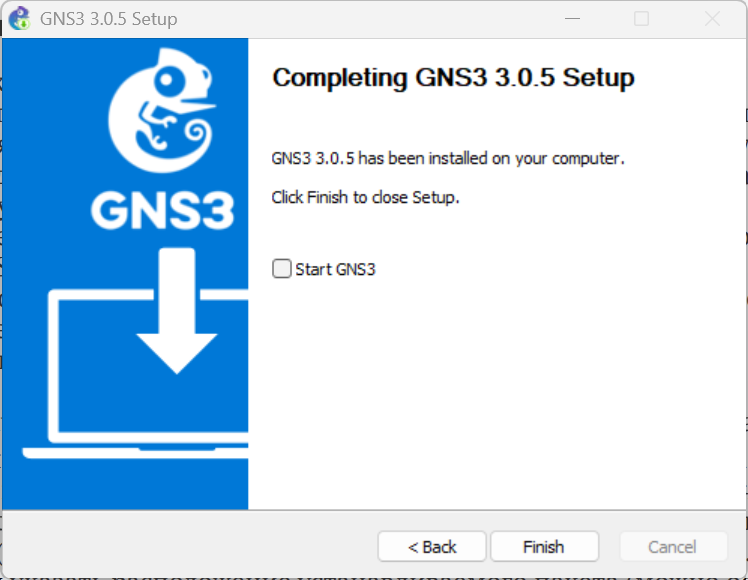 GNS3 3.0.5 Setup
Completing GNS3 3.0.5 Setup
GNS3
GNS3 3.0.5 has been installed on your computer.
Click Finish to close Setup.
Start GNS3
< Back
Finish
Cancel